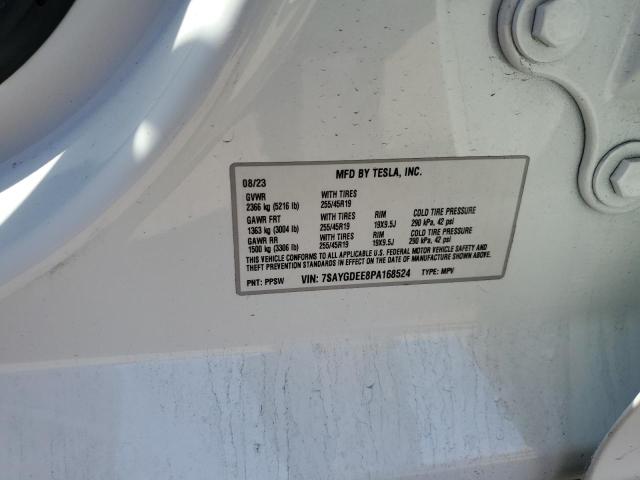 MFD BY TESLA, INC.
08/23
GVWR WITH TIRES
2366 kg (5216 lb) 255/45R19
GAWR FRT WITH TIRES RIM COLD TIRE PRESSURE
1363 kg (3004 lb) 255/45R19 19X9.5J 290 kPa, 42 psi
GAWR RR WITH TIRES RIM COLD TIRE PRESSURE
1500 kg (3306 lb) 255/45R19 19X9.5J 290 kPa, 42 psi
THIS VEHICLE CONFORMS TO ALL APPLICABLE U.S. FEDERAL MOTOR VEHICLE SAFETY AND
THEFT PREVENTION STANDARDS IN EFFECT ON THE DATE OF MANUFACTURE SHOWN ABOVE.
PNT: PPSW VIN: 7SAYGDEE8PA168524 TYPE: MPV